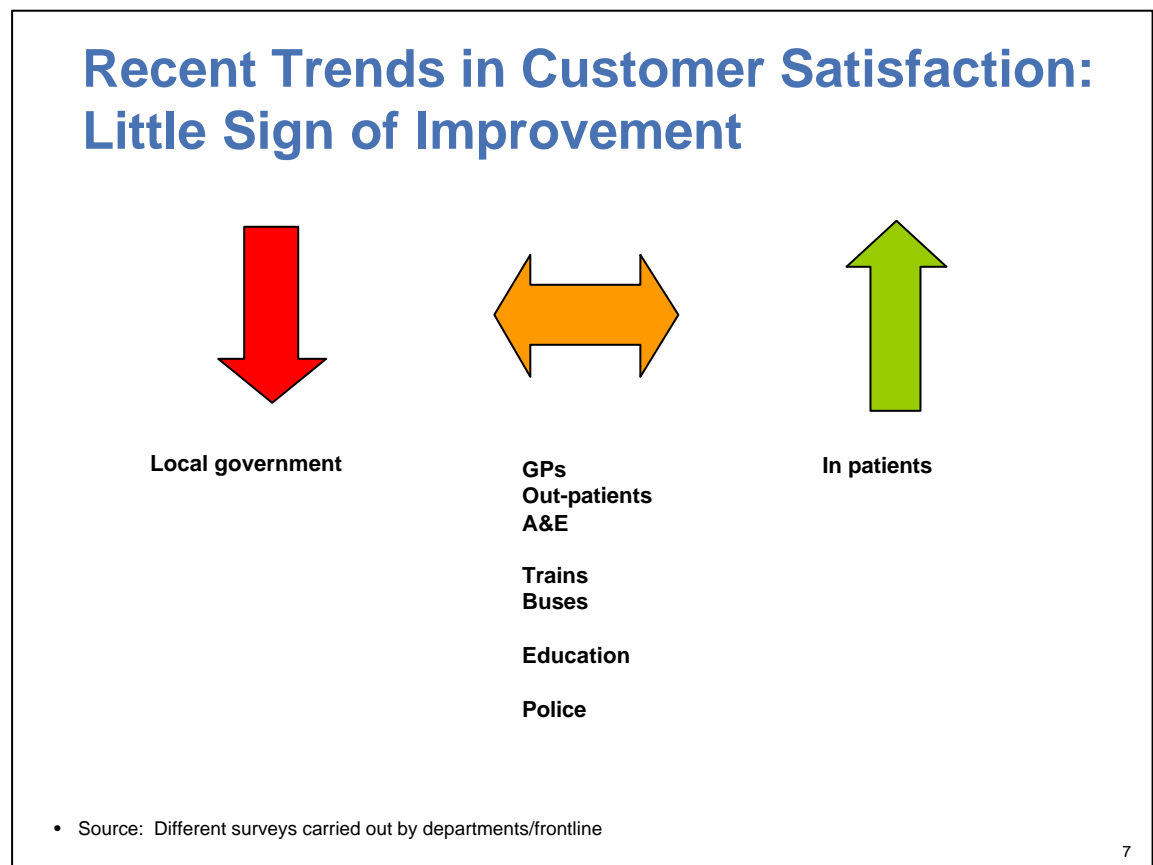 Recent Trends in Customer Satisfaction:
Little Sign of Improvement
Local government
GPs
Out-patients
A&E
Trains
Buses
Education
Police
In patients
• Source: Different surveys carried out by departments/frontline
7